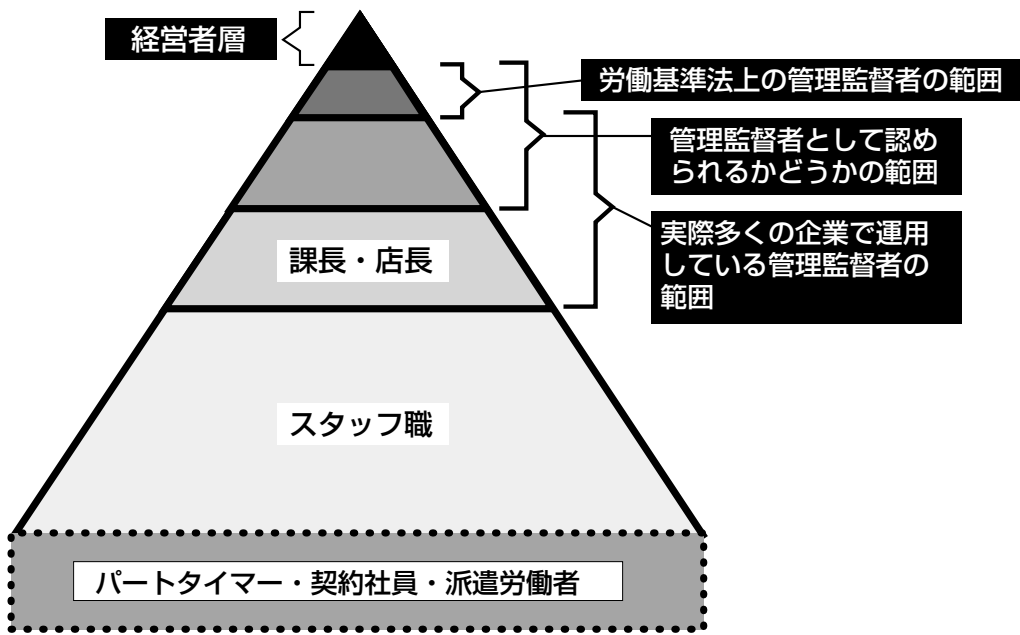 経営者層
労働基準法上の管理監督者の範囲
管理監督者として認め
られるかどうかの範囲
実際多くの企業で運用
している管理監督者の
範囲
課長・店長
スタッフ職
パートタイマー・契約社員・派遣労働者